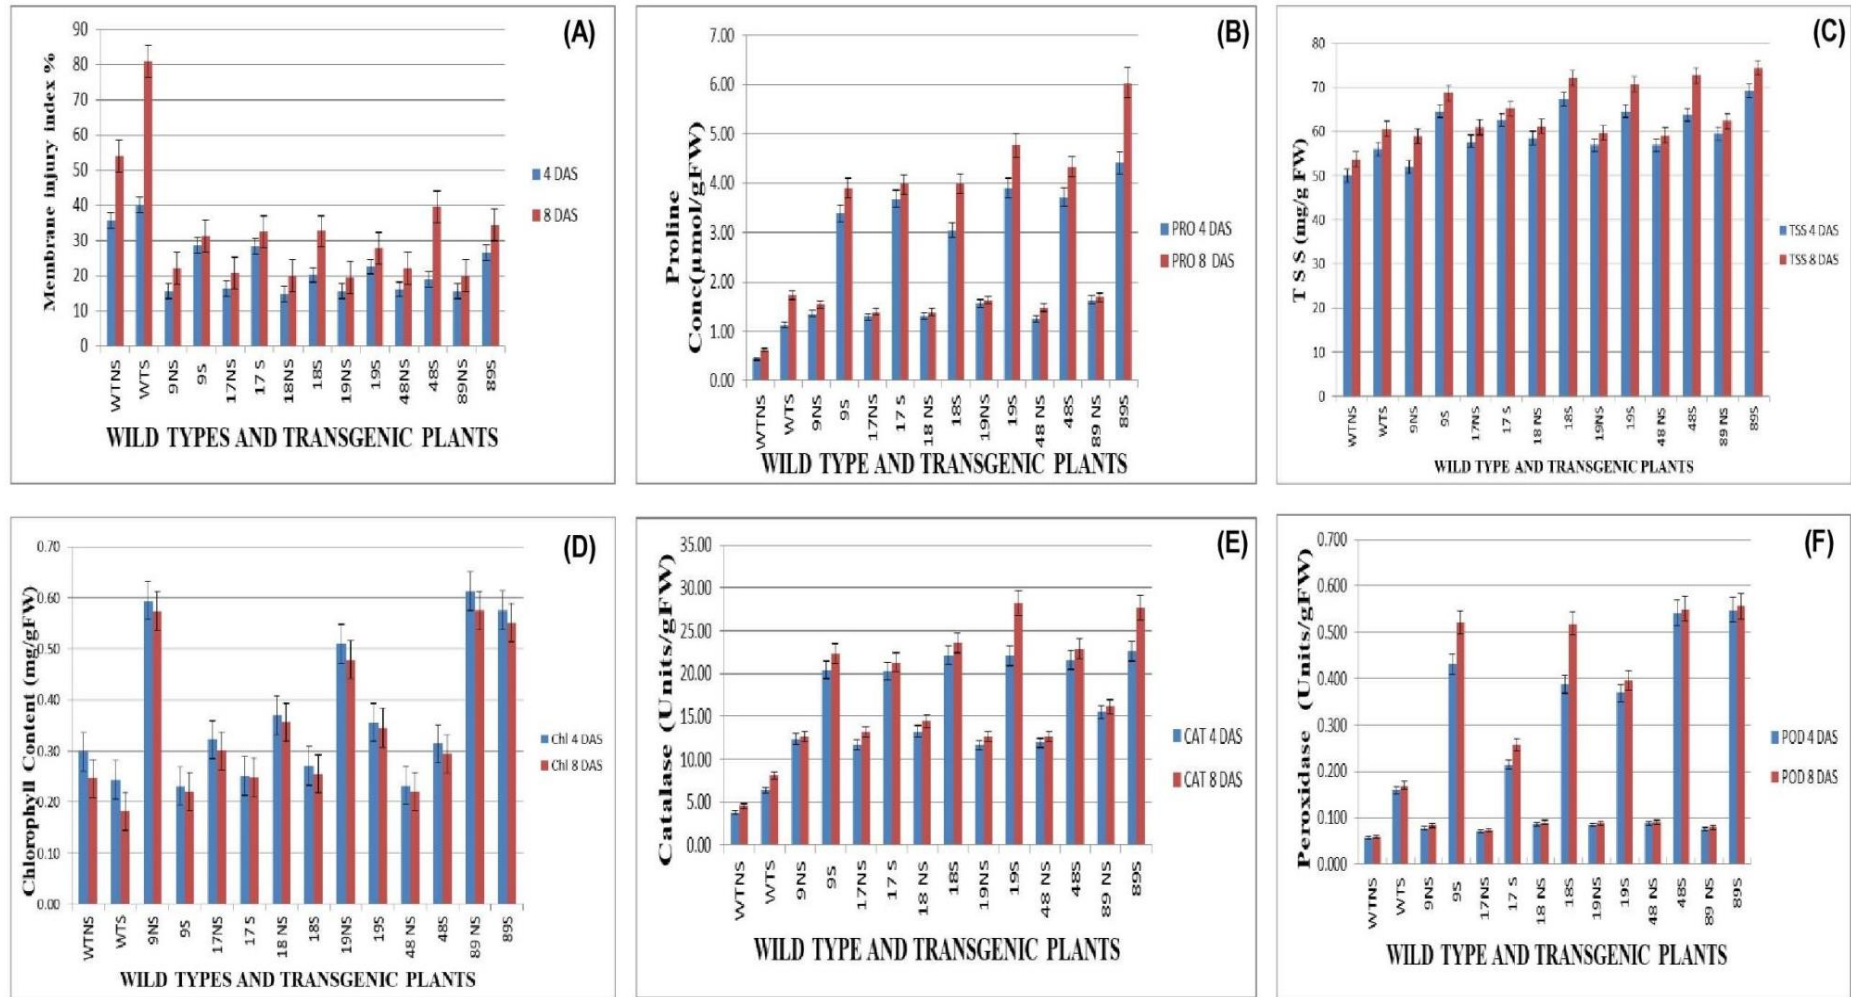 (A)
Membrane injury index %
90
80
70
60
50
40
30
20
10
0
WTNS
WTS
9NS
9S
17NS
17 S
18NS
18S
19NS
19S
48NS
48S
89NS
89S
4 DAS
8 DAS
WILD TYPES AND TRANSGENIC PLANTS
(B)
Proline
Conc(µmol/gFW)
7.00
6.00
5.00
4.00
3.00
2.00
1.00
0.00
WTNS
WTS
9NS
9S
17NS
17 S
18 NS
18S
19NS
19S
48 NS
48S
89 NS
89S
PRO 4 DAS
PRO 8 DAS
WILD TYPE AND TRANSGENIC PLANTS
(C)
T S S (mg/g FW)
80
70
60
50
40
30
20
10
0
WTNS
WTS
9NS
9S
17NS
17 S
18 NS
18S
19NS
19S
48 NS
48S
89 NS
89S
TSS 4 DAS
TSS 8 DAS
WILD TYPE AND TRANSGENIC PLANTS
(D)
Chlorophyll Content (mg/gFW)
0.70
0.60
0.50
0.40
0.30
0.20
0.10
0.00
WTNS
WTS
9NS
9S
17NS
17 S
18 NS
18S
19NS
19S
48 NS
48S
89 NS
89S
Chl 4 DAS
Chl 8 DAS
WILD TYPES AND TRANSGENIC PLANTS
(E)
Catalase (Units/gFW)
35.00
30.00
25.00
20.00
15.00
10.00
5.00
0.00
WTNS
WTS
9NS
9S
17NS
17 S
18 NS
18S
19NS
19S
48 NS
48S
89 NS
89S
CAT 4 DAS
CAT 8 DAS
WILD TYPE AND TRANSGENIC PLANTS
(F)
Peroxidase (Units/gFW)
0.700
0.600
0.500
0.400
0.300
0.200
0.100
0.000
WTNS
WTS
9NS
9S
17NS
17 S
18 NS
18S
19NS
19S
48 NS
48S
89 NS
89S
POD 4 DAS
POD 8 DAS
WILD TYPE AND TRANSGENIC PLANTS